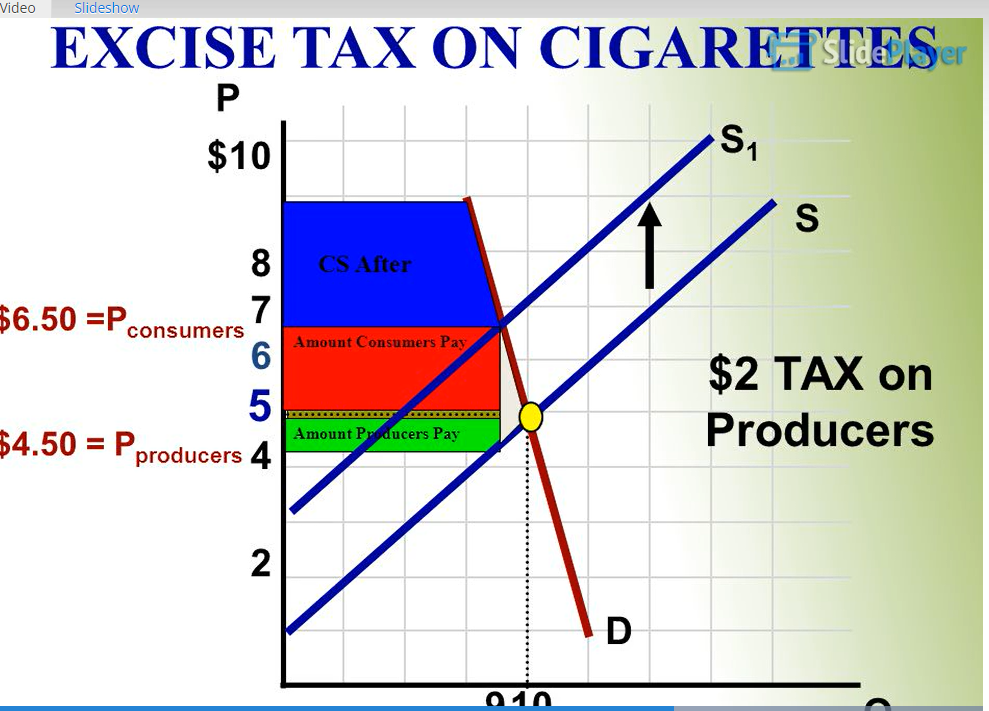 Video Slideshow
EXCISE TAX ON CIGARETTES
SlidePlayer
P
$10
S1
S
8
CS After
7
$6.50 =Pconsumers
Amount Consumers Pay
6
$2 TAX on
Producers
5
Amount Producers Pay
$4.50 = Pproducers
4
2
D
910
Q